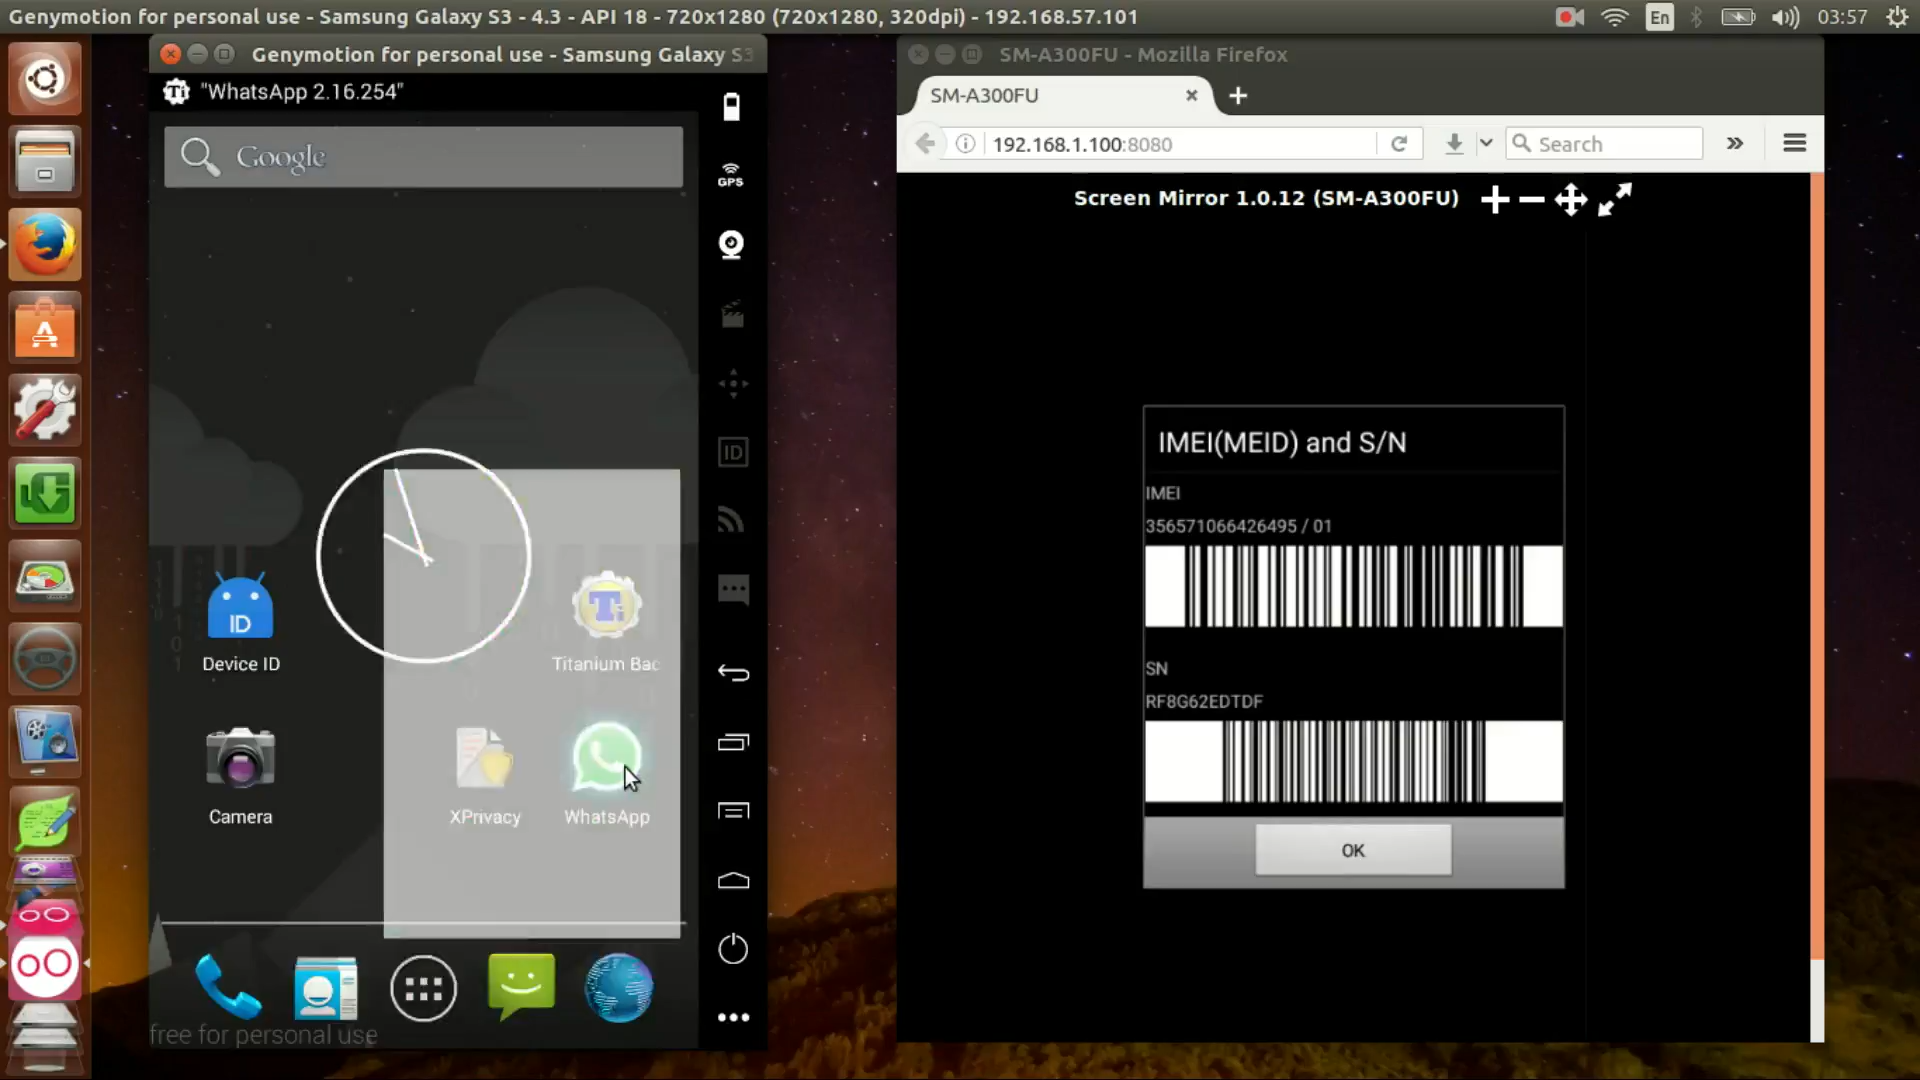 Genymotion for personal use - Samsung Galaxy S3 - 4.3 - API 18 - 720x1280 (720x1280, 320dpi) - 192.168.57.101
En
03:57
Genymotion for personal use - Samsung Galaxy S3
Ti "WhatsApp 2.16.254"
Google
GPS
ID
ID
Device ID
Titanium Bac
Camera
XPrivacy
WhatsApp
free for personal use
SM-A300FU - Mozilla Firefox
SM-A300FU
192.168.1.100:8080
Search
Screen Mirror 1.0.12 (SM-A300FU)
IMEI(MEID) and S/N
IMEI
356571066426495 / 01
SN
RF8G62EDTDF
OK